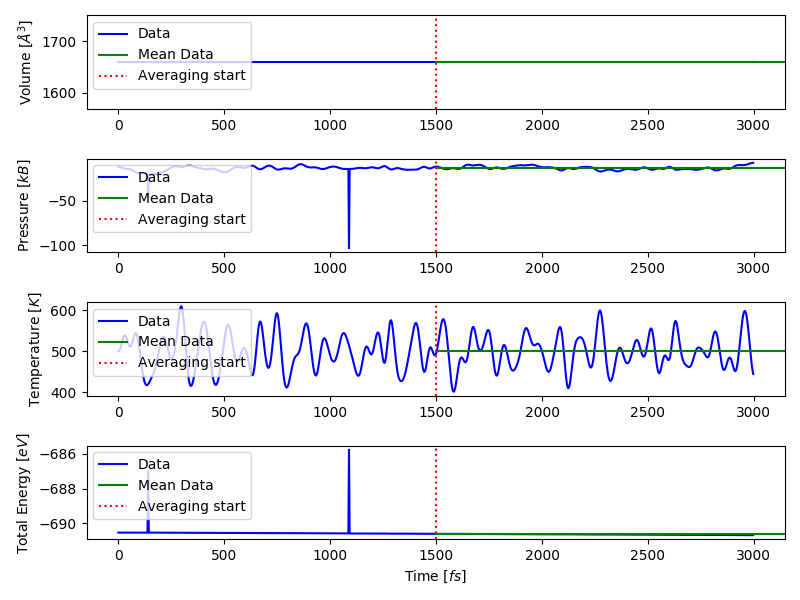 Volume [Å³]
1700
1600
Data
Mean Data
Averaging start
0 500 1000 1500 2000 2500 3000
Pressure [kB]
−50
−100
Data
Mean Data
Averaging start
0 500 1000 1500 2000 2500 3000
Temperature [K]
600
500
400
Data
Mean Data
Averaging start
0 500 1000 1500 2000 2500 3000
Total Energy [eV]
−686
−688
−690
Data
Mean Data
Averaging start
0 500 1000 1500 2000 2500 3000
Time [fs]